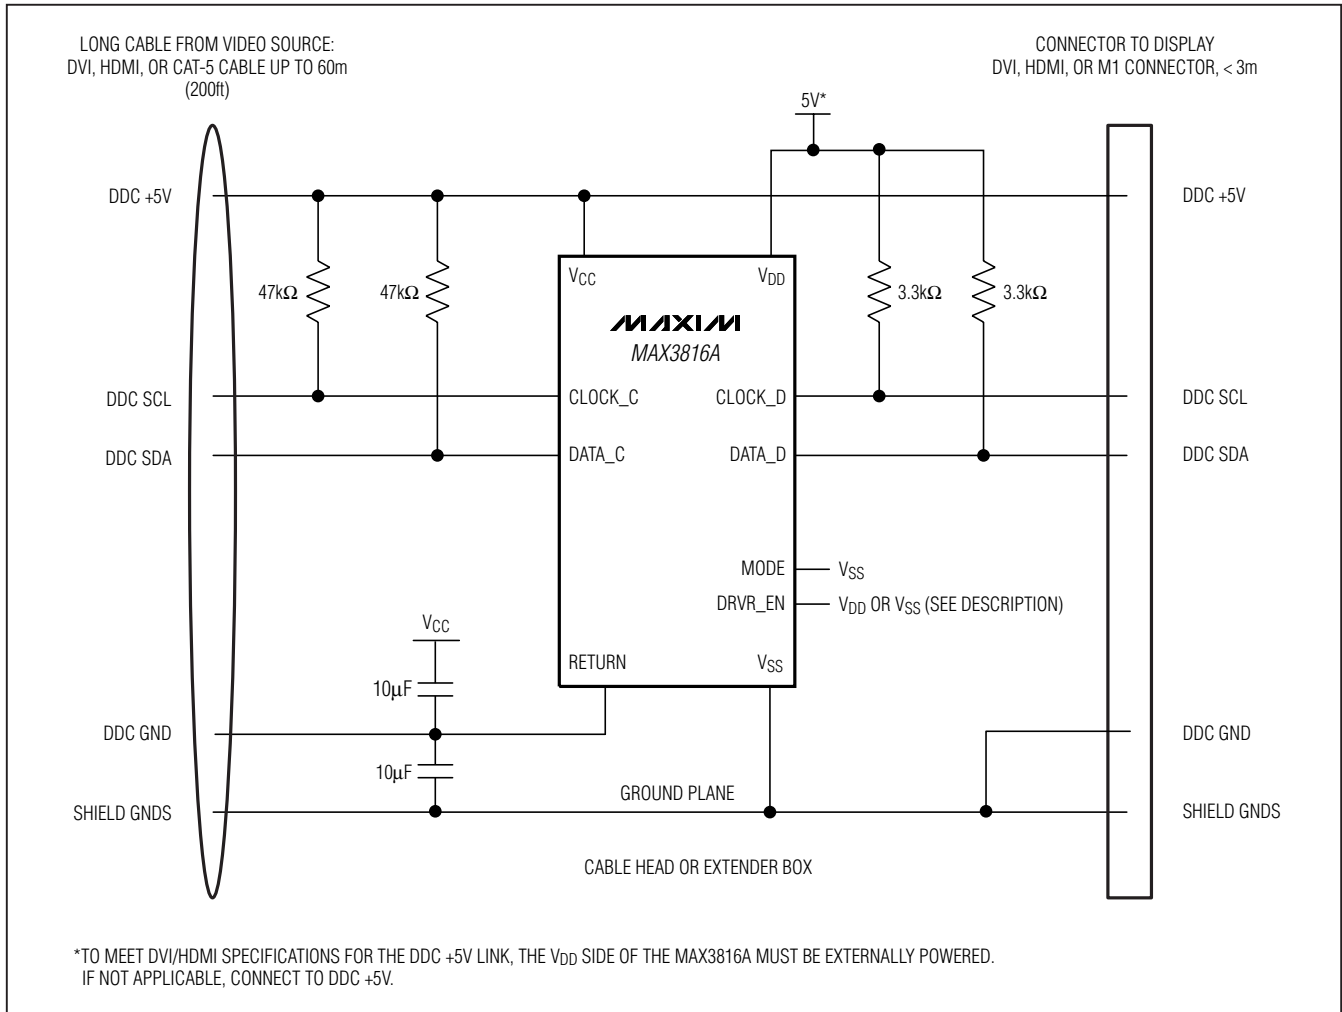 LONG CABLE FROM VIDEO SOURCE:
DVI, HDMI, OR CAT-5 CABLE UP TO 60m
(200ft)
CONNECTOR TO DISPLAY
DVI, HDMI, OR M1 CONNECTOR, < 3m
5V*
DDC +5V
DDC +5V
VCC
VDD
47kΩ
47kΩ
3.3kΩ
3.3kΩ
MAXIM
MAX3816A
DDC SCL
CLOCK_C
CLOCK_D
DDC SCL
DDC SDA
DATA_C
DATA_D
DDC SDA
MODE
VSS
DRVR_EN
VDD OR VSS (SEE DESCRIPTION)
VCC
RETURN
VSS
10μF
DDC GND
DDC GND
10μF
GROUND PLANE
SHIELD GNDS
SHIELD GNDS
CABLE HEAD OR EXTENDER BOX
*TO MEET DVI/HDMI SPECIFICATIONS FOR THE DDC +5V LINK, THE VDD SIDE OF THE MAX3816A MUST BE EXTERNALLY POWERED.
IF NOT APPLICABLE, CONNECT TO DDC +5V.